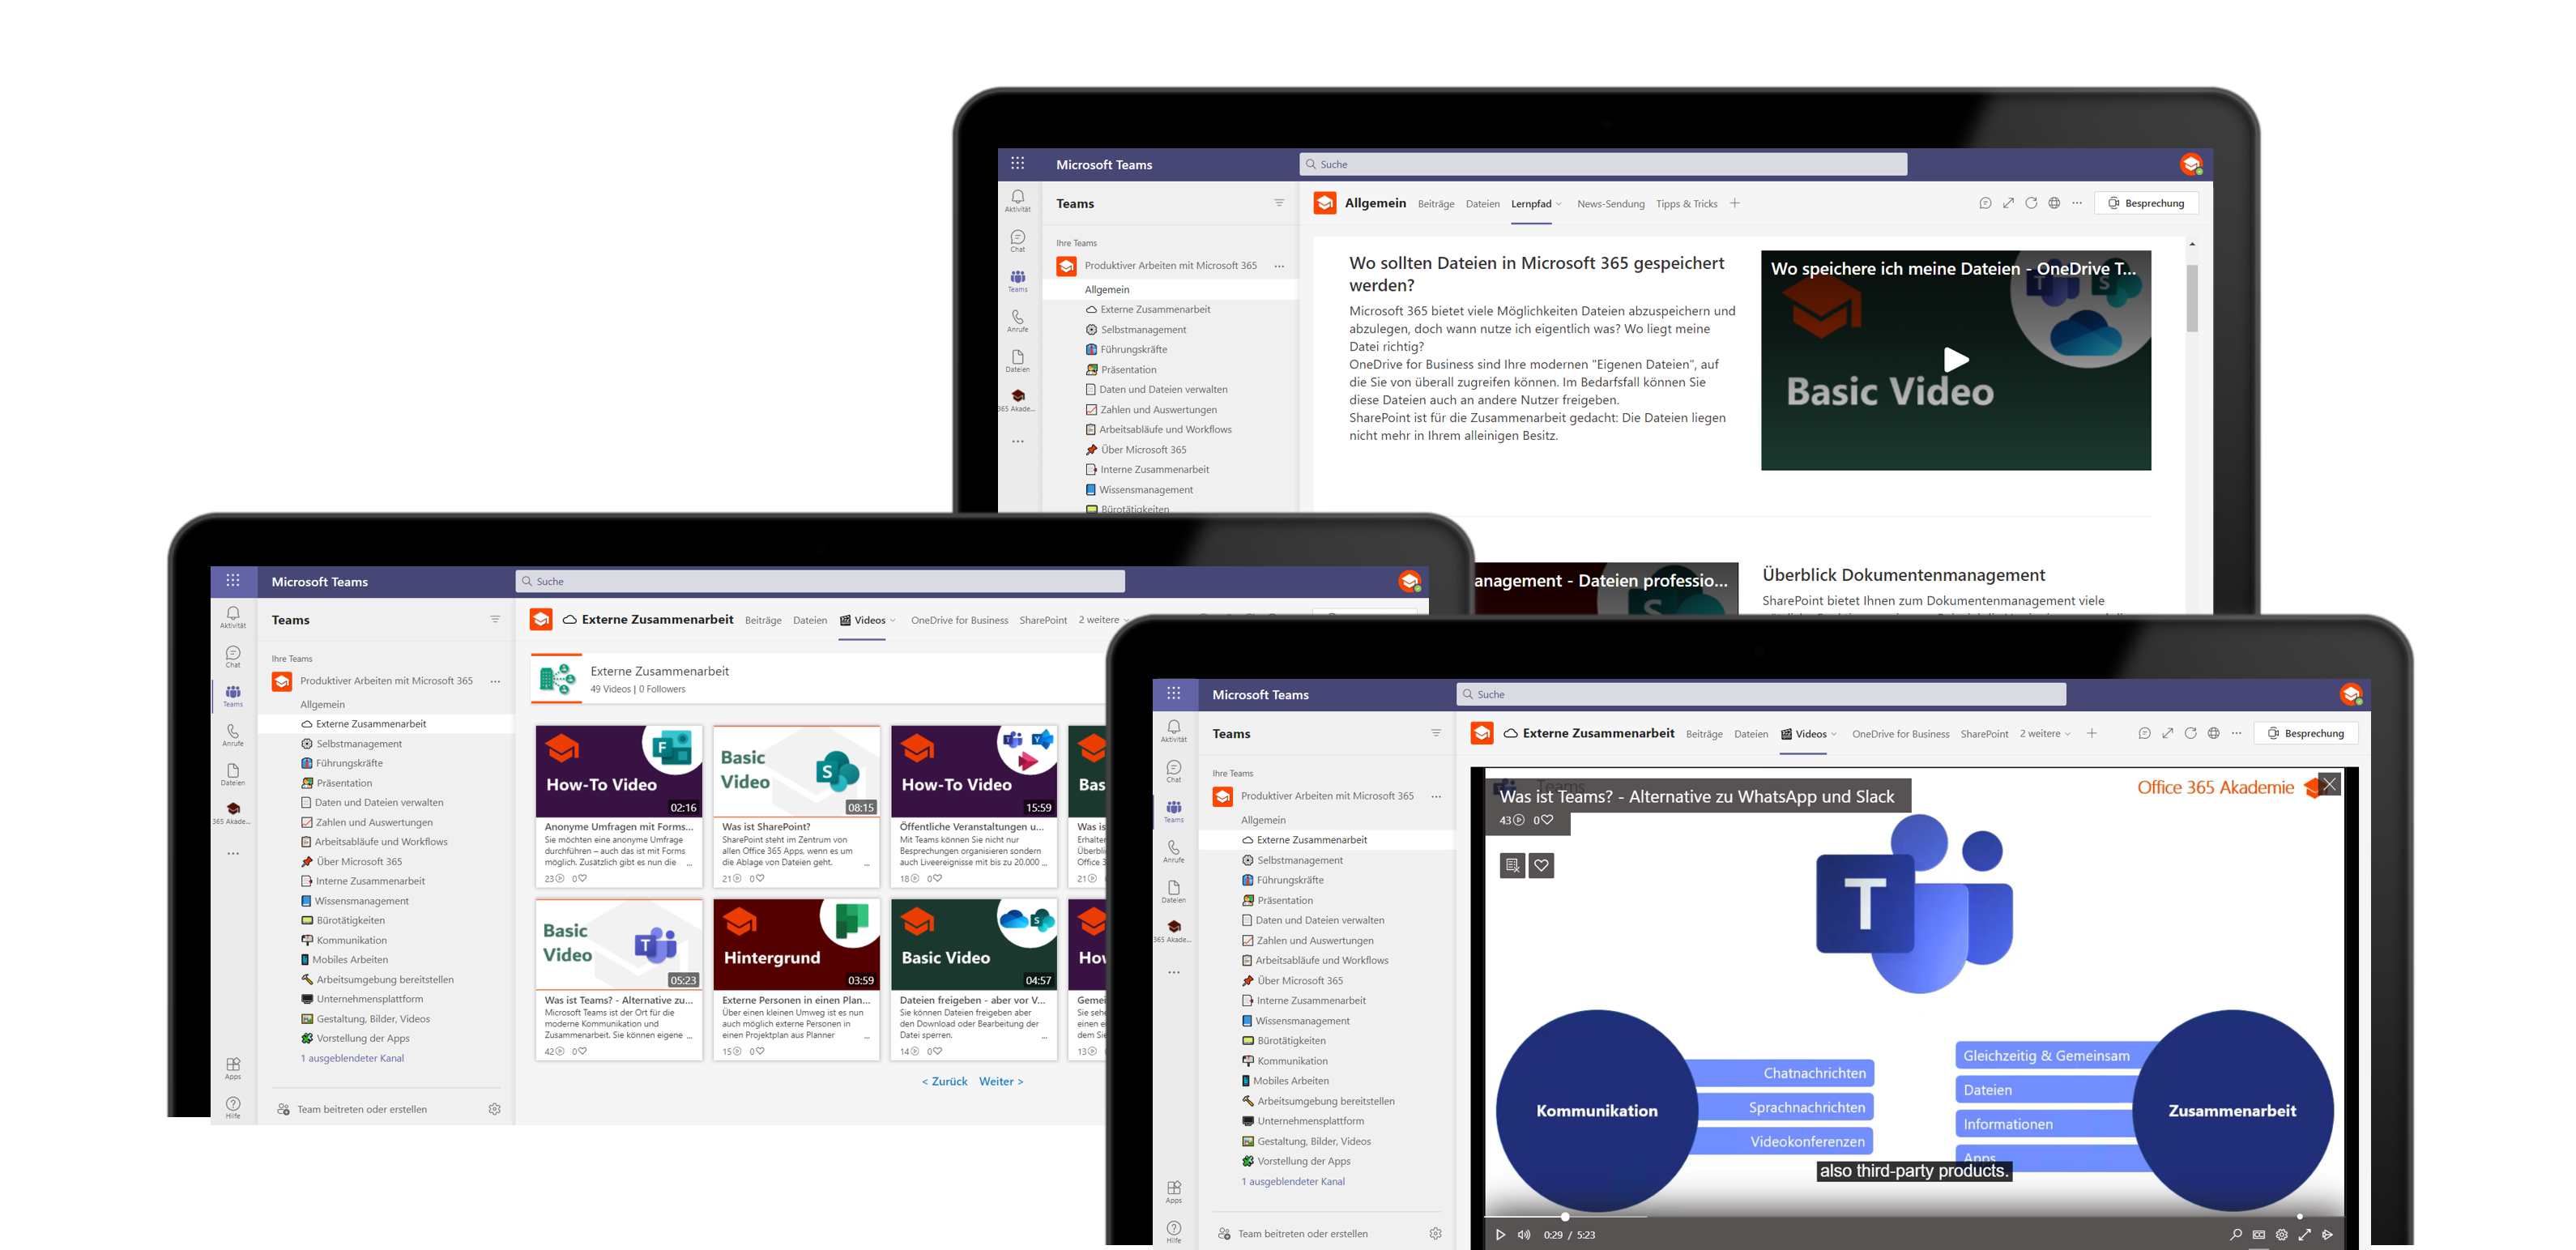 Microsoft Teams
Suche
Aktivität
Chat
Teams
Anrufe
Dateien
365 Akade...
Teams
Ihre Teams
Produktiver Arbeiten mit Microsoft 365 ...
Allgemein
Externe Zusammenarbeit
Selbstmanagement
Führungskräfte
Präsentation
Daten und Dateien verwalten
Zahlen und Auswertungen
Arbeitsabläufe und Workflows
Über Microsoft 365
Interne Zusammenarbeit
Wissensmanagement
Bürotätigkeiten
Allgemein Beiträge Dateien Lernpfad News-Sendung Tipps & Tricks + Besprechung
Wo sollten Dateien in Microsoft 365 gespeichert
werden?
Microsoft 365 bietet viele Möglichkeiten Dateien abzuspeichern und
abzulegen, doch wann nutze ich eigentlich was? Wo liegt meine
Datei richtig?
OneDrive for Business sind Ihre modernen "Eigenen Dateien", auf
die Sie von überall zugreifen können. Im Bedarfsfall können Sie
diese Dateien auch an andere Nutzer freigeben.
SharePoint ist für die Zusammenarbeit gedacht: Die Dateien liegen
nicht mehr in Ihrem alleinigen Besitz.
Wo speichere ich meine Dateien - OneDrive T...
Basic Video
anagement - Dateien professio...
Überblick Dokumentenmanagement
SharePoint bietet Ihnen zum Dokumentenmanagement viele
Microsoft Teams
Suche
Aktivität
Chat
Teams
Anrufe
Dateien
365 Akade...
Apps
Hilfe
Teams
Ihre Teams
Produktiver Arbeiten mit Microsoft 365 ...
Allgemein
Externe Zusammenarbeit
Selbstmanagement
Führungskräfte
Präsentation
Daten und Dateien verwalten
Zahlen und Auswertungen
Arbeitsabläufe und Workflows
Über Microsoft 365
Interne Zusammenarbeit
Wissensmanagement
Bürotätigkeiten
Kommunikation
Mobiles Arbeiten
Arbeitsumgebung bereitstellen
Unternehmensplattform
Gestaltung, Bilder, Videos
Vorstellung der Apps
1 ausgeblendeter Kanal
Team beitreten oder erstellen
Externe Zusammenarbeit Beiträge Dateien Videos OneDrive for Business SharePoint 2 weitere
Externe Zusammenarbeit
49 Videos | 0 Followers
How-To Video
02:16
Anonyme Umfragen mit Forms...
Sie möchten eine anonyme Umfrage
durchführen – auch das ist mit Forms
möglich. Zusätzlich gibt es nun die ...
23 0
Basic
Video
08:15
Was ist SharePoint?
SharePoint steht im Zentrum von
allen Office 365 Apps, wenn es um
die Ablage von Dateien geht. ...
21 0
How-To Video
15:59
Öffentliche Veranstaltungen u...
Mit Teams können Sie nicht nur
Besprechungen organisieren sondern
auch Liveereignisse mit bis zu 20.000 ...
18 0
Bas
Was is
Erhalte
Überbli
Office 3
21
Basic
Video
05:23
Was ist Teams? - Alternative zu...
Microsoft Teams ist der Ort für die
moderne Kommunikation und
Zusammenarbeit. Sie können eigene ...
42 0
Hintergrund
03:59
Externe Personen in einen Plan...
Über einen kleinen Umweg ist es nun
auch möglich externe Personen in
einen Projektplan aus Planner ...
15 0
Basic Video
04:57
Dateien freigeben - aber vor V...
Sie können Dateien freigeben aber
den Download oder Bearbeitung der
Datei sperren. ...
14 0
Hov
Gemei
Sie seh
einen e
dem Sie
13
< Zurück Weiter >
Microsoft Teams
Suche
Aktivität
Chat
Teams
Anrufe
Dateien
365 Akade...
Apps
Hilfe
Teams
Ihre Teams
Produktiver Arbeiten mit Microsoft 365 ...
Allgemein
Externe Zusammenarbeit
Selbstmanagement
Führungskräfte
Präsentation
Daten und Dateien verwalten
Zahlen und Auswertungen
Arbeitsabläufe und Workflows
Über Microsoft 365
Interne Zusammenarbeit
Wissensmanagement
Bürotätigkeiten
Kommunikation
Mobiles Arbeiten
Arbeitsumgebung bereitstellen
Unternehmensplattform
Gestaltung, Bilder, Videos
Vorstellung der Apps
1 ausgeblendeter Kanal
Team beitreten oder erstellen
Externe Zusammenarbeit Beiträge Dateien Videos OneDrive for Business SharePoint 2 weitere + Besprechung
Teams
Was ist Teams? - Alternative zu WhatsApp und Slack
43 0
Office 365 Akademie
T
Kommunikation
Chatnachrichten
Sprachnachrichten
Videokonferenzen
Gleichzeitig & Gemeinsam
Dateien
Informationen
Apps
Zusammenarbeit
also third-party products.
0:29 / 5:23